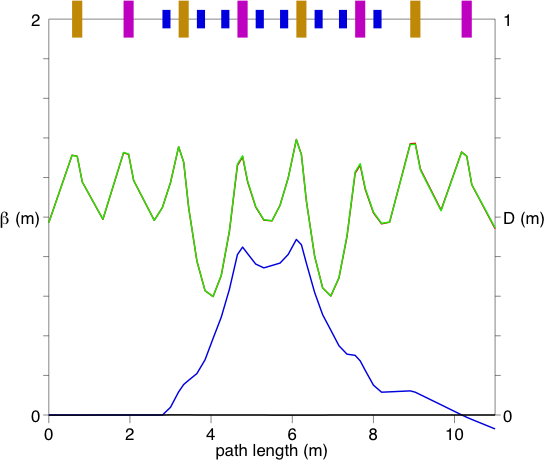 2 1
β (m) D (m)
0 0
0 2 4 6 8 10
path length (m)